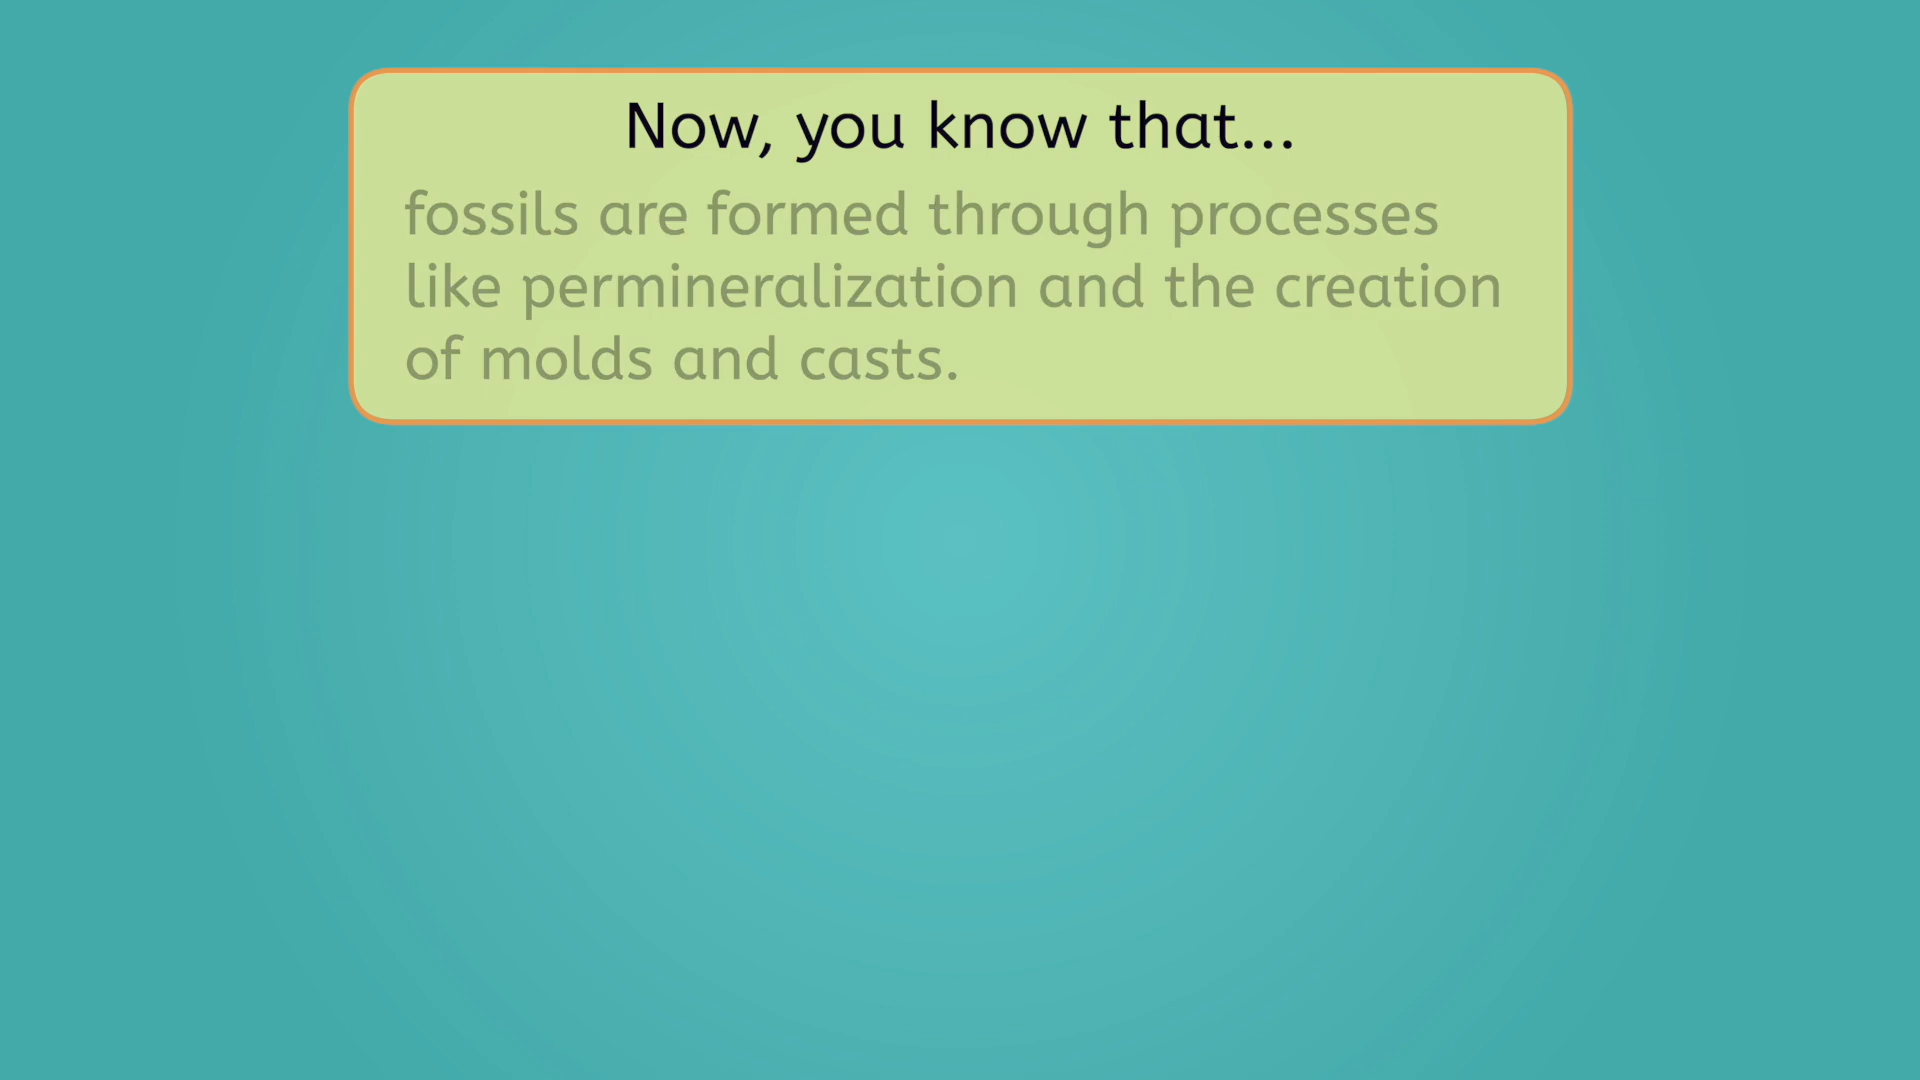 Now, you know that...
fossils are formed through processes
like permineralization and the creation
of molds and casts.